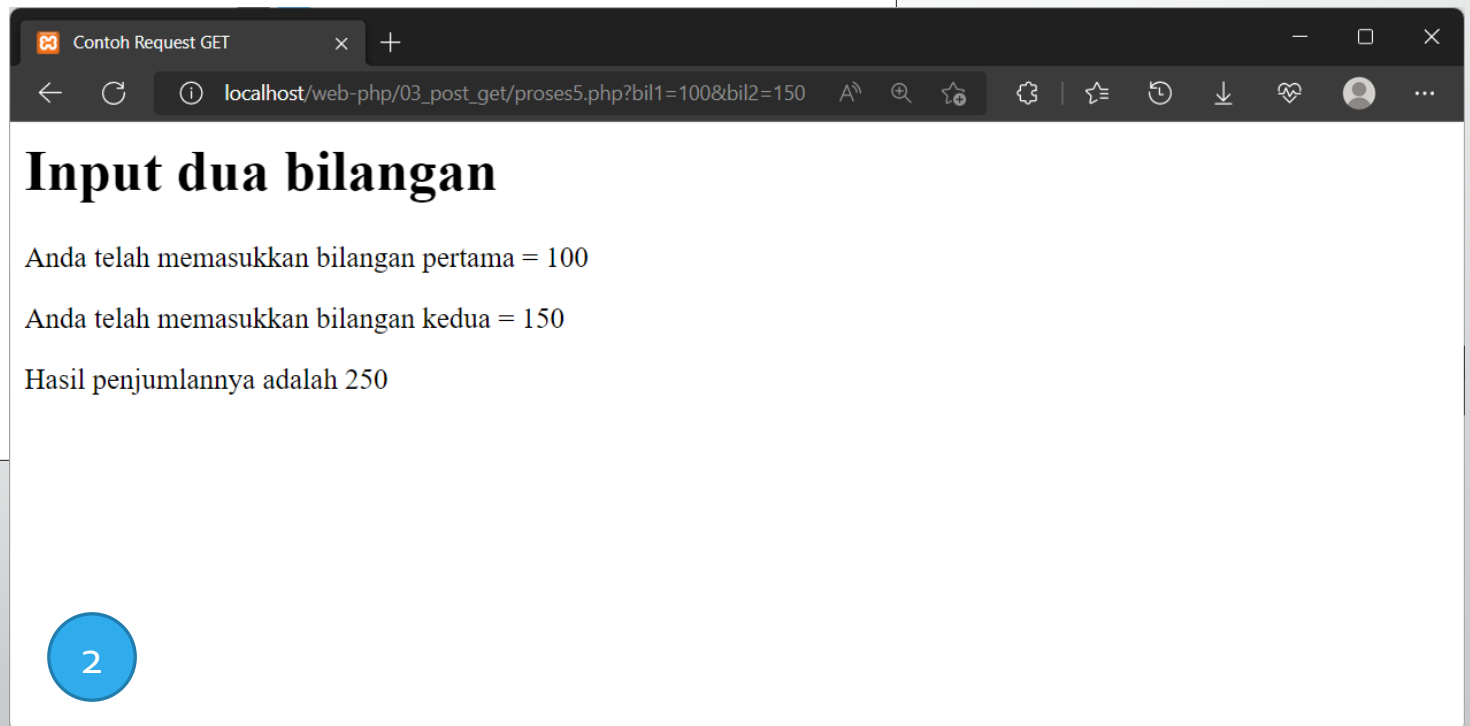 Contoh Request GET
localhost/web-php/03_post_get/proses5.php?bil1=100&bil2=150
Input dua bilangan
Anda telah memasukkan bilangan pertama = 100
Anda telah memasukkan bilangan kedua = 150
Hasil penjumlannya adalah 250
2